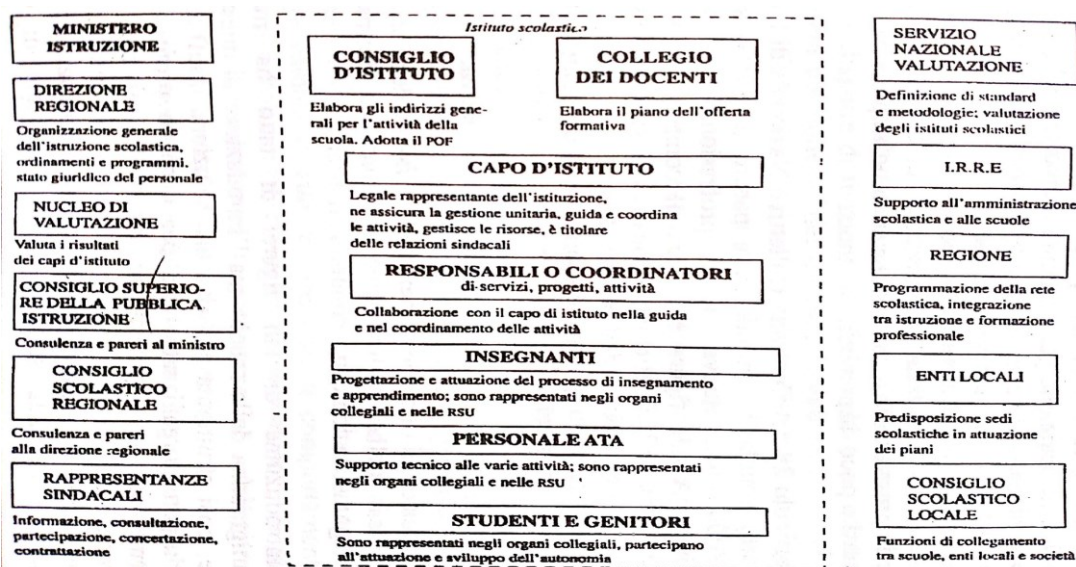 MINISTERO
ISTRUZIONE
DIREZIONE
REGIONALE
Organizzazione generale
dell'istruzione scolastica,
ordinamenti e programmi.
stato giuridico del personale
NUCLEO DI
VALUTAZIONE
Valuta i risultati
dei capi d'istituto
CONSIGLIO SUPERIO-
RE DELLA PUBBLICA
ISTRUZIONE
Consulenza e pareri al ministro
CONSIGLIO
SCOLASTICO
REGIONALE
Consulenza e pareri
alla direzione regionale
RAPPRESENTANZE
SINDACALI
Informazione, consultazione,
partecipazione, concertazione,
contrattazione
Istituto scolastico
CONSIGLIO
D'ISTITUTO
Elabora gli indirizzi gene-
rali per l'attività della
scuola. Adotta il POF
COLLEGIO
DEI DOCENTI
Elabora il piano dell'offerta
formativa
CAPO D'ISTITUTO
Legale rappresentante dell'istituzione,
ne assicura la gestione unitaria, guida e coordina
le attività, gestisce le risorse, è titolare
delle relazioni sindacali
RESPONSABILI O COORDINATORI
di servizi, progetti, attività
Collaborazione con il capo di istituto nella guida
e nel coordinamento delle attività
INSEGNANTI
Progettazione e attuazione del processo di insegnamento
e apprendimento; sono rappresentati negli organi
collegiali e nelle RSU
PERSONALE ATA
Supporto tecnico alle varie attività; sono rappresentati
negli organi collegiali e nelle RSU
STUDENTI E GENITORI
Sono rappresentati negli organi collegiali, partecipano
all'attuazione e sviluppo dell'autonomia
SERVIZIO
NAZIONALE
VALUTAZIONE
Definizione di standard
e metodologie; valutazione
degli istituti scolastici
I.R.R.E
Supporto all'amministrazione
scolastica e alle scuole
REGIONE
Programmazione della rete
scolastica, integrazione
tra istruzione e formazione
professionale
ENTI LOCALI
Predisposizione sedi
scolastiche in attuazione
dei piani
CONSIGLIO
SCOLASTICO
LOCALE
Funzioni di collegamento
tra scuole, enti locali e società